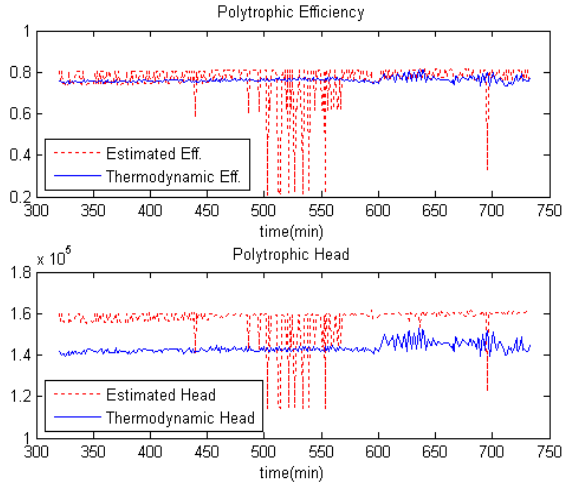 Polytrophic Efficiency
1
0.8
0.6
0.4
0.2
Estimated Eff.
Thermodynamic Eff.
300 350 400 450 500 550 600 650 700 750
time(min)
x 10^5
Polytrophic Head
1.8
1.6
1.4
1.2
1
Estimated Head
Thermodynamic Head
300 350 400 450 500 550 600 650 700 750
time(min)